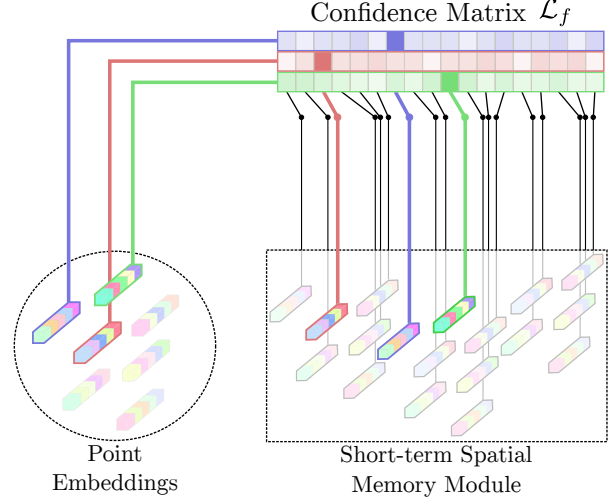 Confidence Matrix $\mathcal{L}_f$
Point
Embeddings
Short-term Spatial
Memory Module